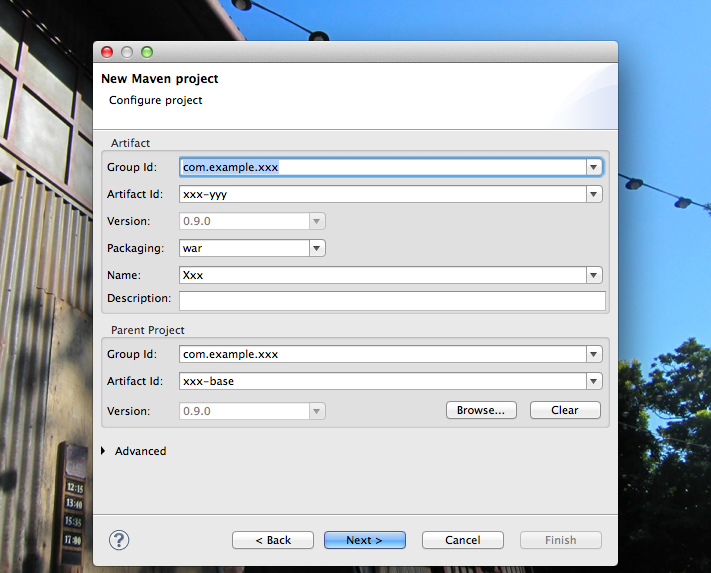 New Maven project
Configure project
Artifact
Group Id: com.example.xxx
Artifact Id: xxx-yyy
Version: 0.9.0
Packaging: war
Name: Xxx
Description:
Parent Project
Group Id: com.example.xxx
Artifact Id: xxx-base
Version: 0.9.0 Browse... Clear
Advanced
12:15
13:40
15:35
17:00
? < Back Next > Cancel Finish